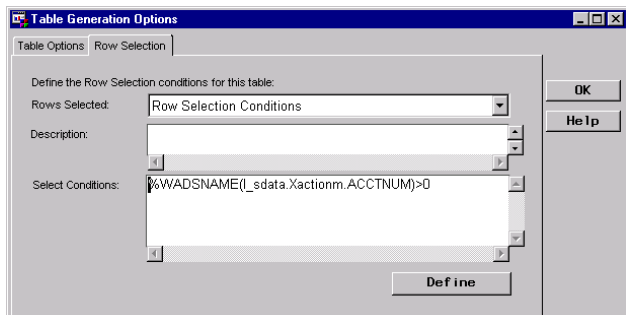 Table Generation Options
Table Options Row Selection
Define the Row Selection conditions for this table:
Rows Selected: Row Selection Conditions
OK
Help
Description:
Select Conditions: %WADSNAME(I_sdata.Xactionm.ACCTNUM)>0
Define